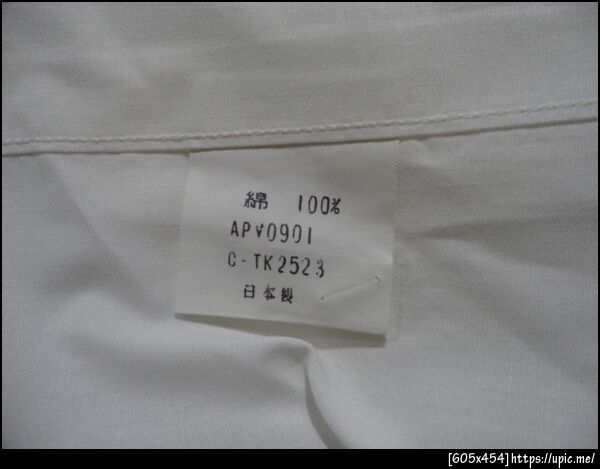 綿 100%
APV0901
C-TK2523
日本製
[605x454]https://upic.me/